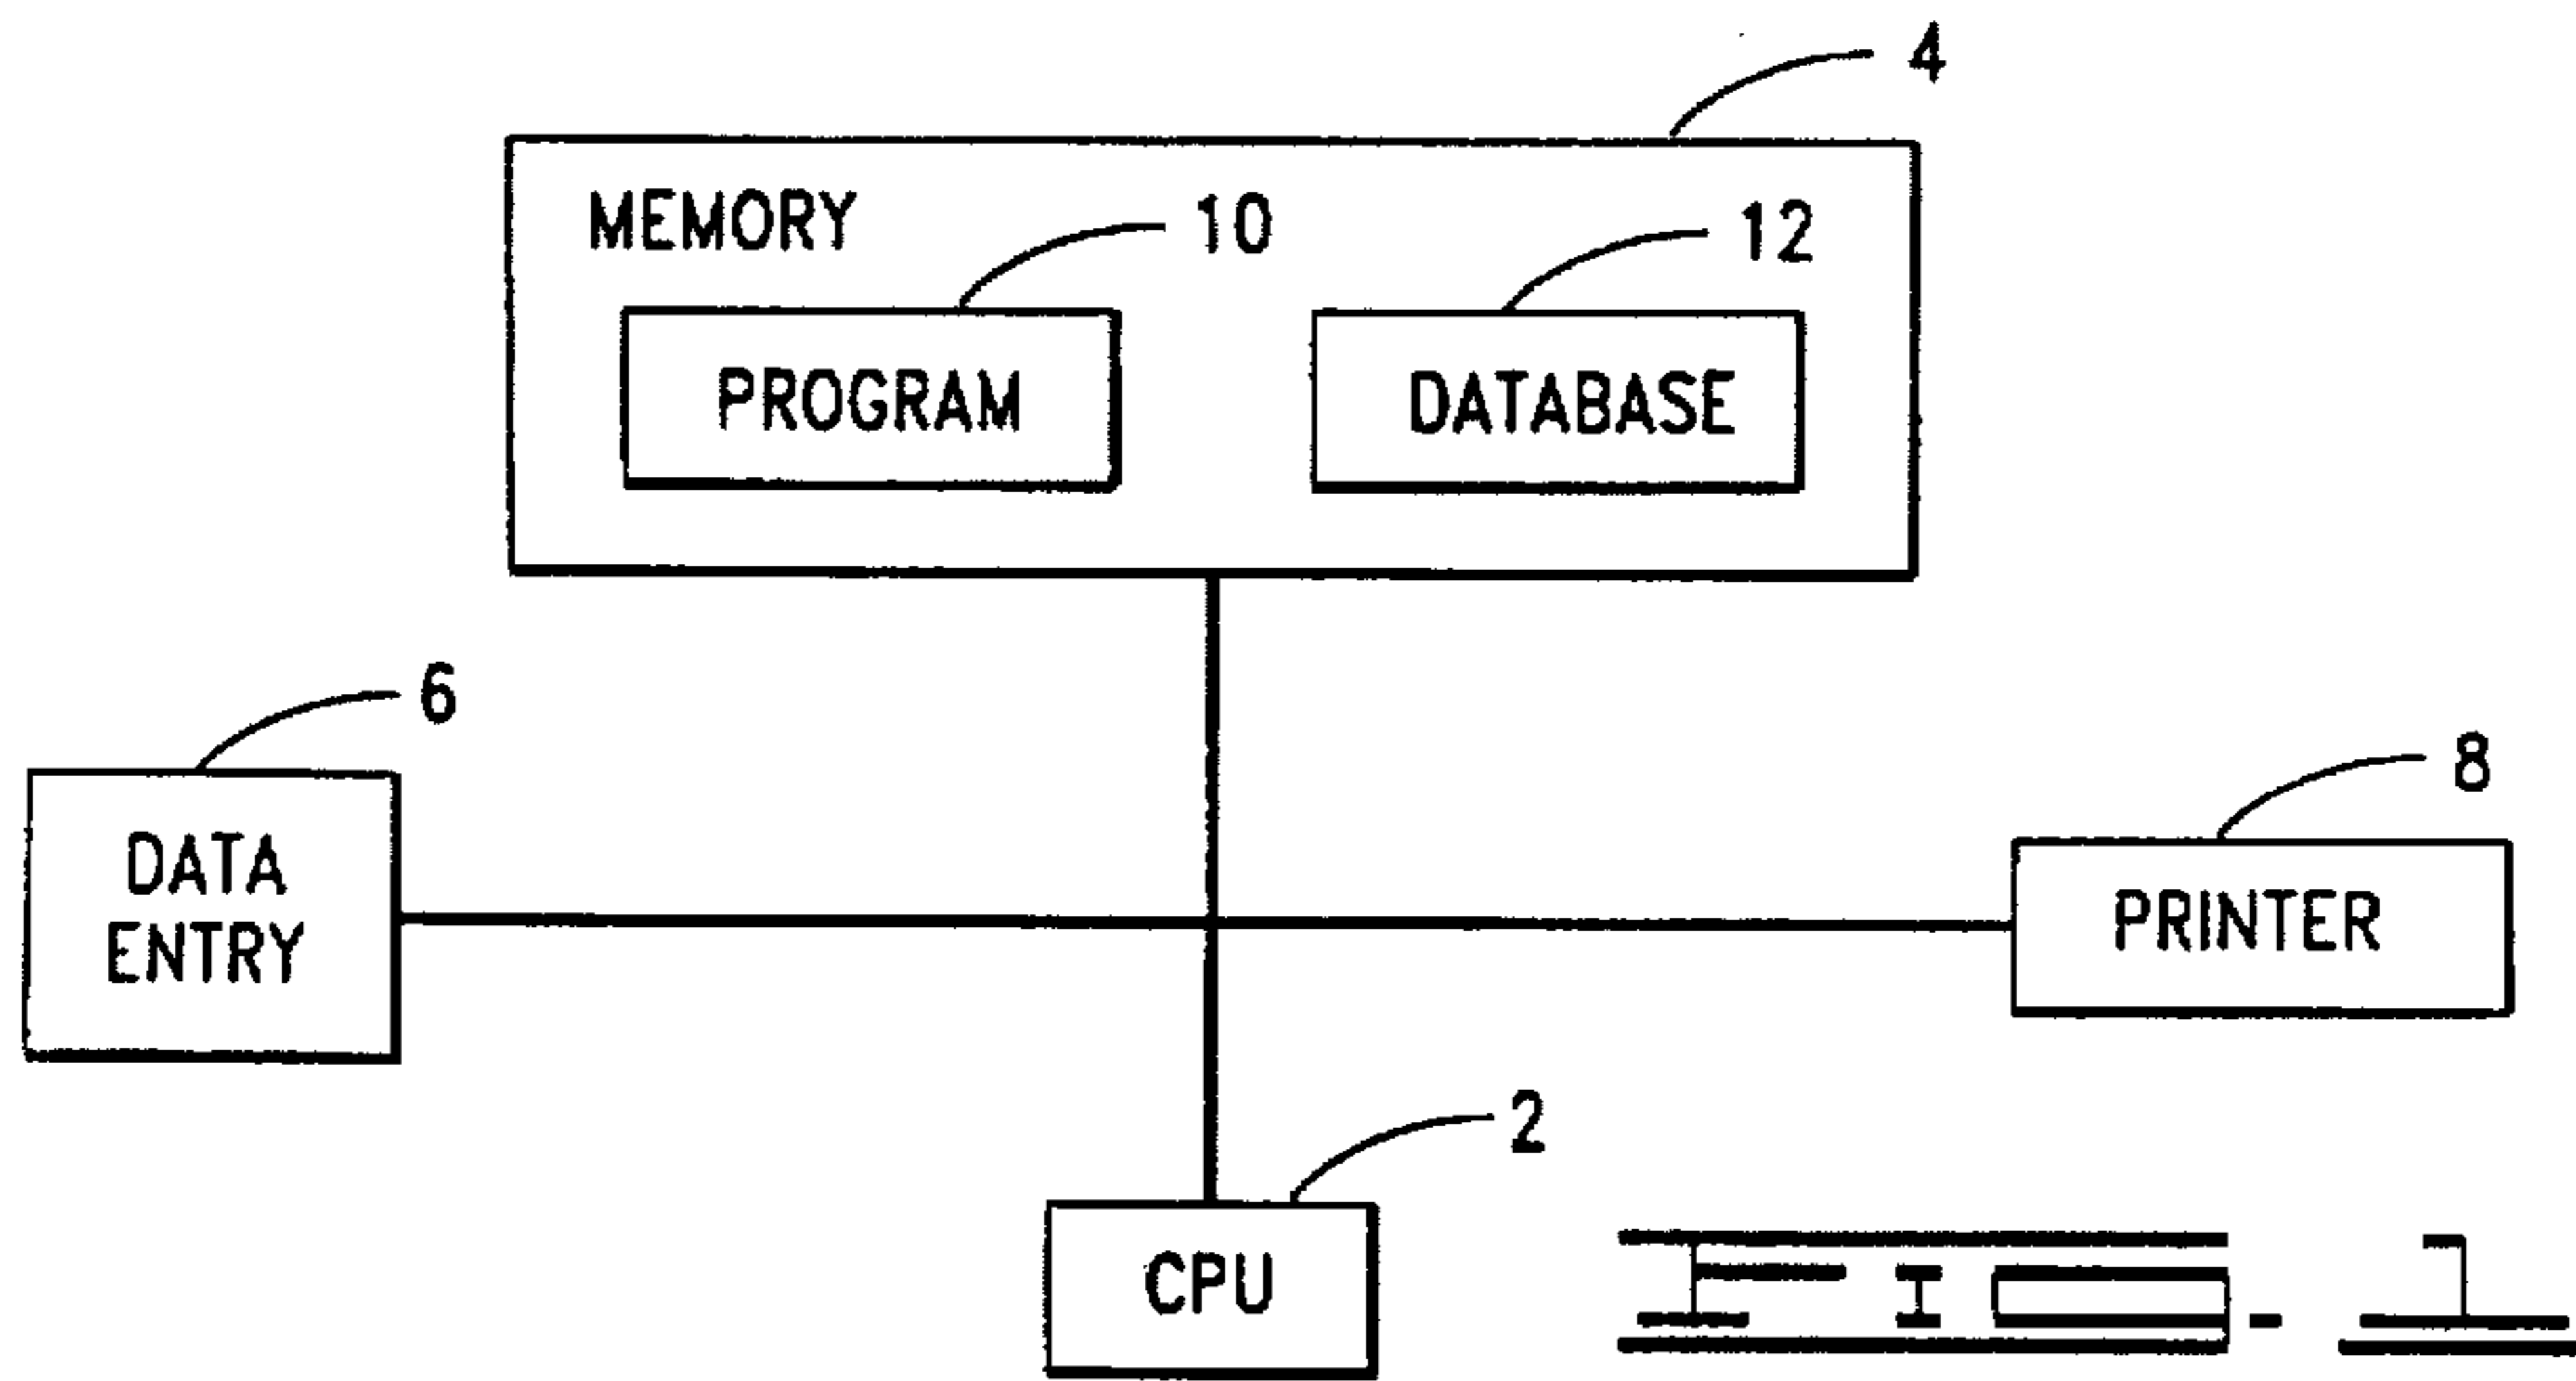 4
MEMORY
10
12
PROGRAM
DATABASE
6
8
DATA
ENTRY
PRINTER
2
CPU
Fig. 1